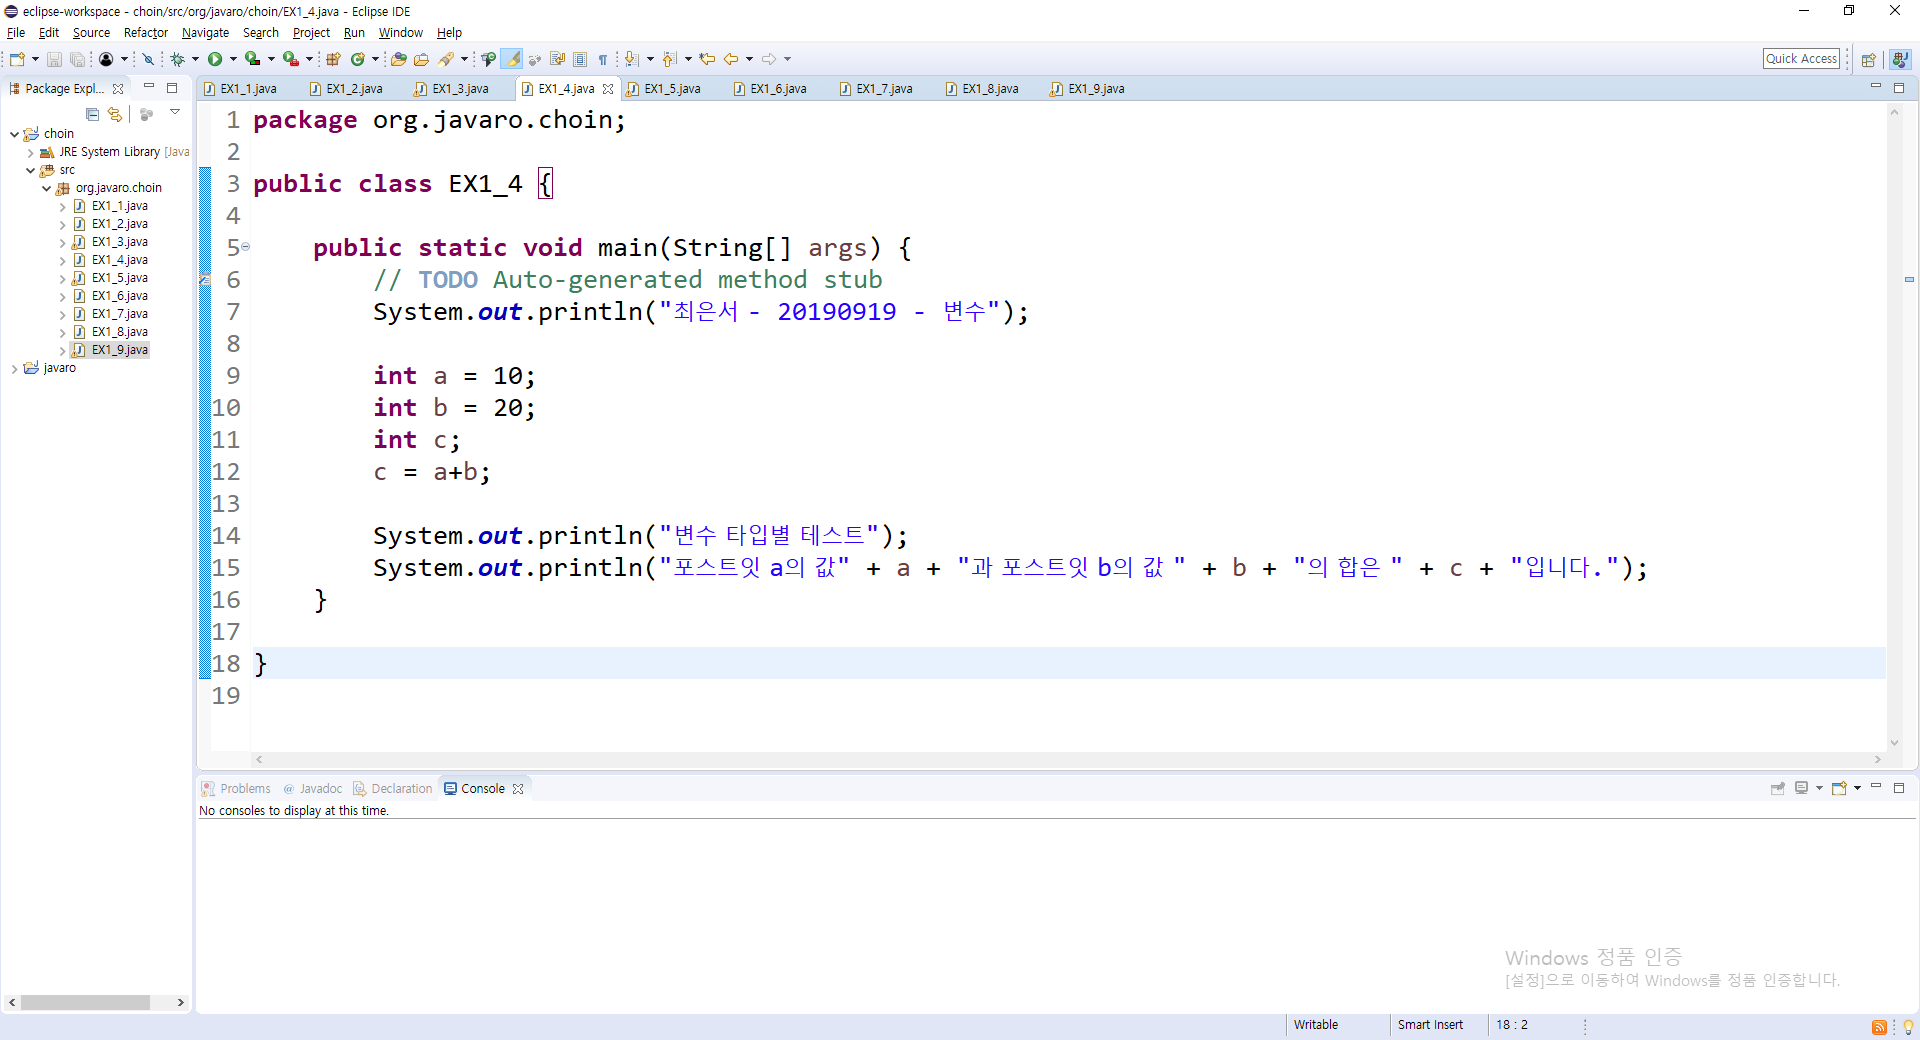 eclipse-workspace - choin/src/org/javaro/choin/EX1_4.java - Eclipse IDE
File Edit Source Refactor Navigate Search Project Run Window Help
Quick Access
Package Expl...
EX1_1.java EX1_2.java EX1_3.java EX1_4.java EX1_5.java EX1_6.java EX1_7.java EX1_8.java EX1_9.java
choin
JRE System Library [Java
src
org.javaro.choin
EX1_1.java
EX1_2.java
EX1_3.java
EX1_4.java
EX1_5.java
EX1_6.java
EX1_7.java
EX1_8.java
EX1_9.java
javaro
1 package org.javaro.choin;
2
3 public class EX1_4 {
4
5 public static void main(String[] args) {
6 // TODO Auto-generated method stub
7 System.out.println("최은서 - 20190919 - 변수");
8
9 int a = 10;
10 int b = 20;
11 int c;
12 c = a+b;
13
14 System.out.println("변수 타입별 테스트");
15 System.out.println("포스트잇 a의 값" + a + "과 포스트잇 b의 값 " + b + "의 합은 " + c + "입니다.");
16 }
17
18 }
19
Problems @ Javadoc Declaration Console
No consoles to display at this time.
Windows 정품 인증
[설정]으로 이동하여 Windows를 정품 인증합니다.
Writable Smart Insert 18 : 2